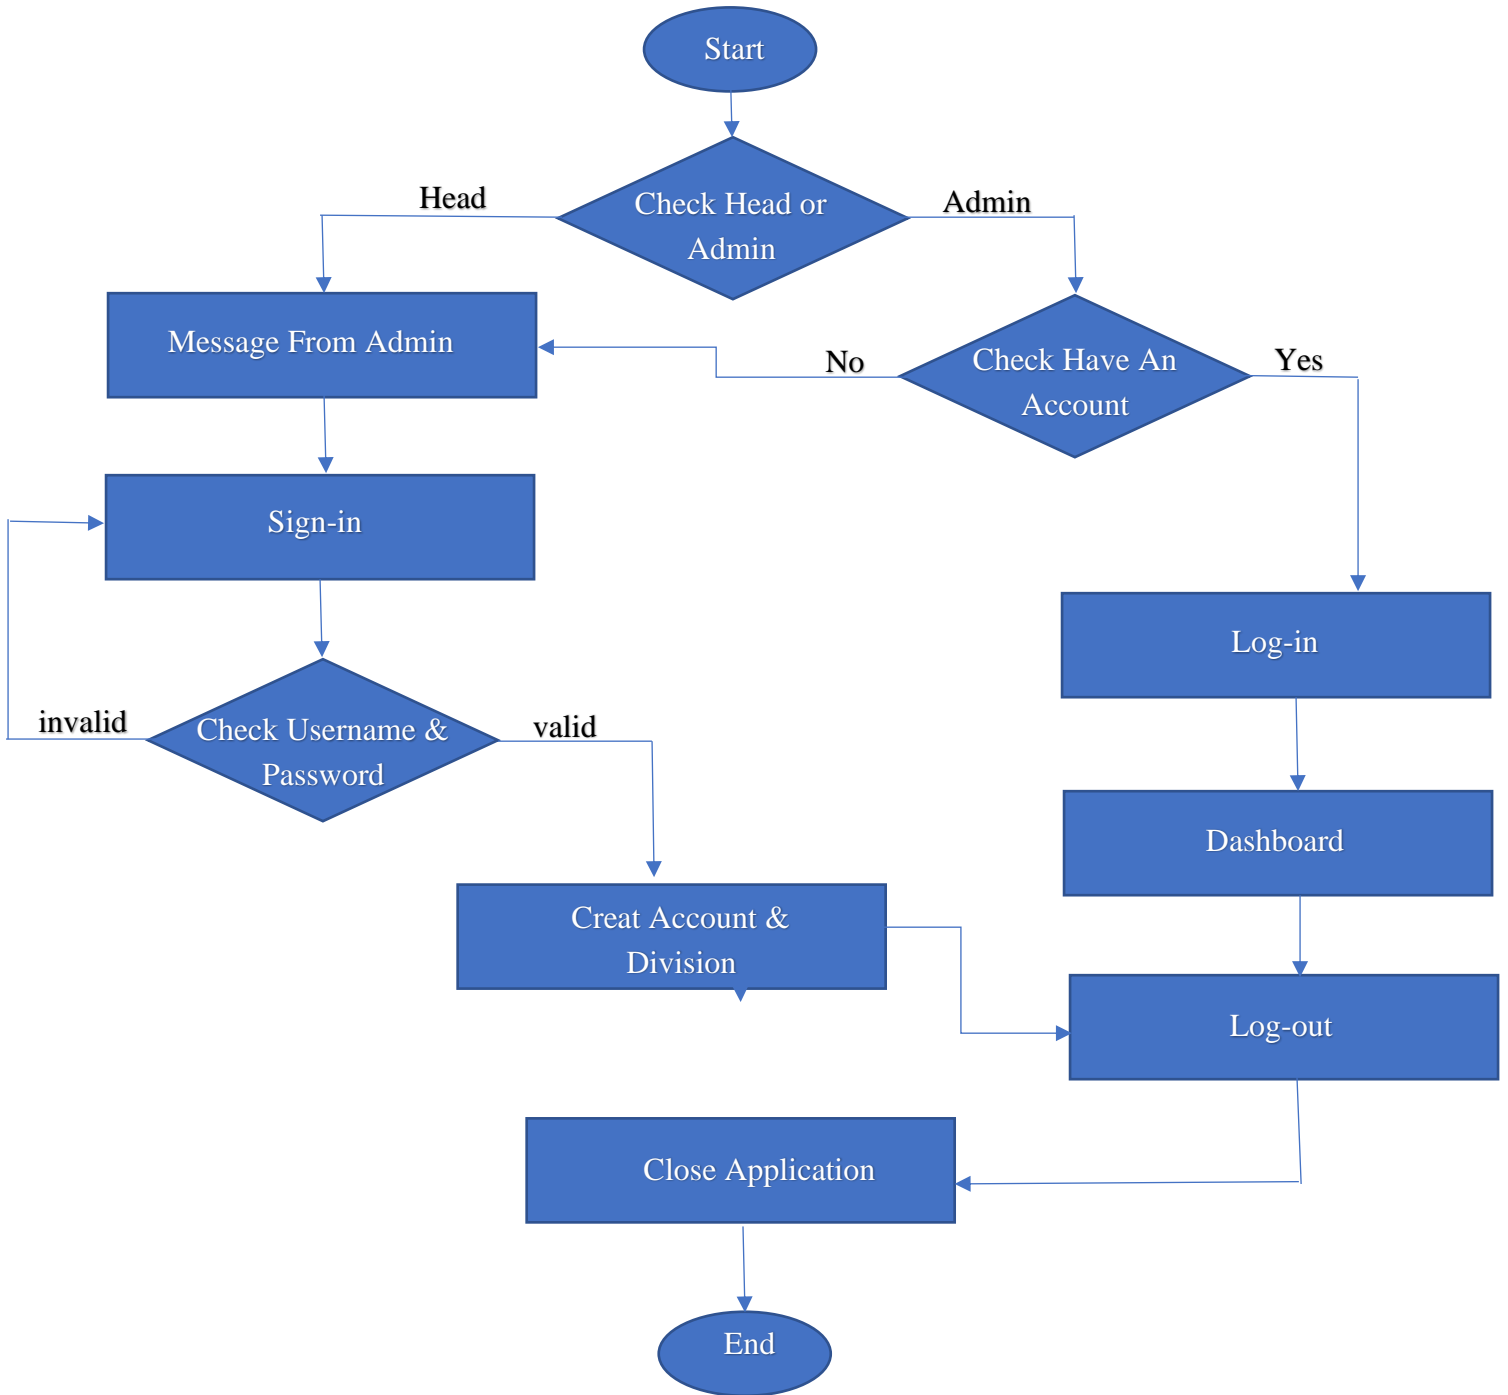 Start
Head
Check Head or
Admin
Admin
Message From Admin
No
Check Have An
Account
Yes
Sign-in
Log-in
invalid
Check Username &
Password
valid
Dashboard
Creat Account &
Division
Log-out
Close Application
End